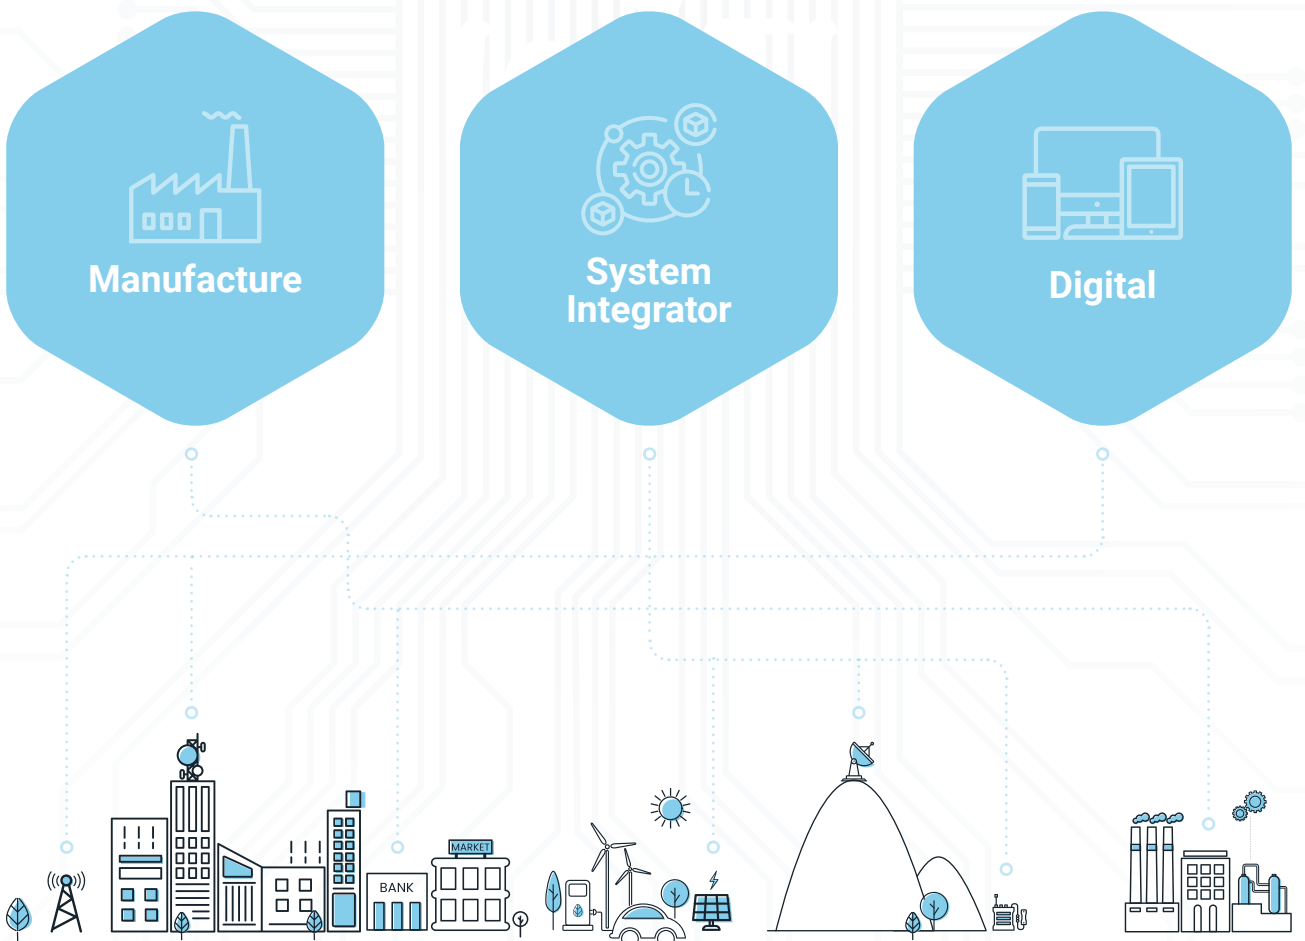 Manufacture
System
Integrator
Digital
MARKET
BANK